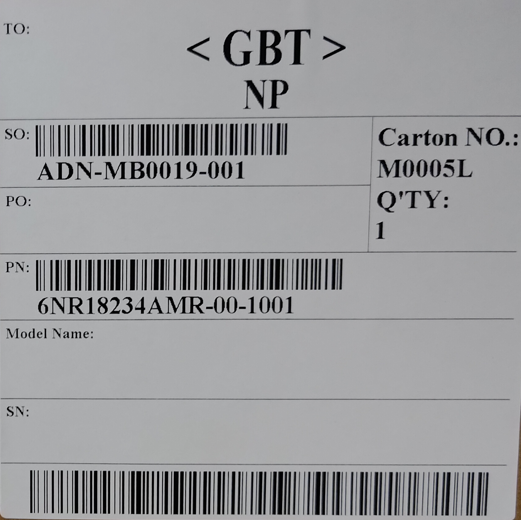 TO:
< GBT >
NP
SO:
ADN-MB0019-001
Carton NO.:
M0005L
Q'TY:
1
PO:
PN:
6NR18234AMR-00-1001
Model Name:
SN: